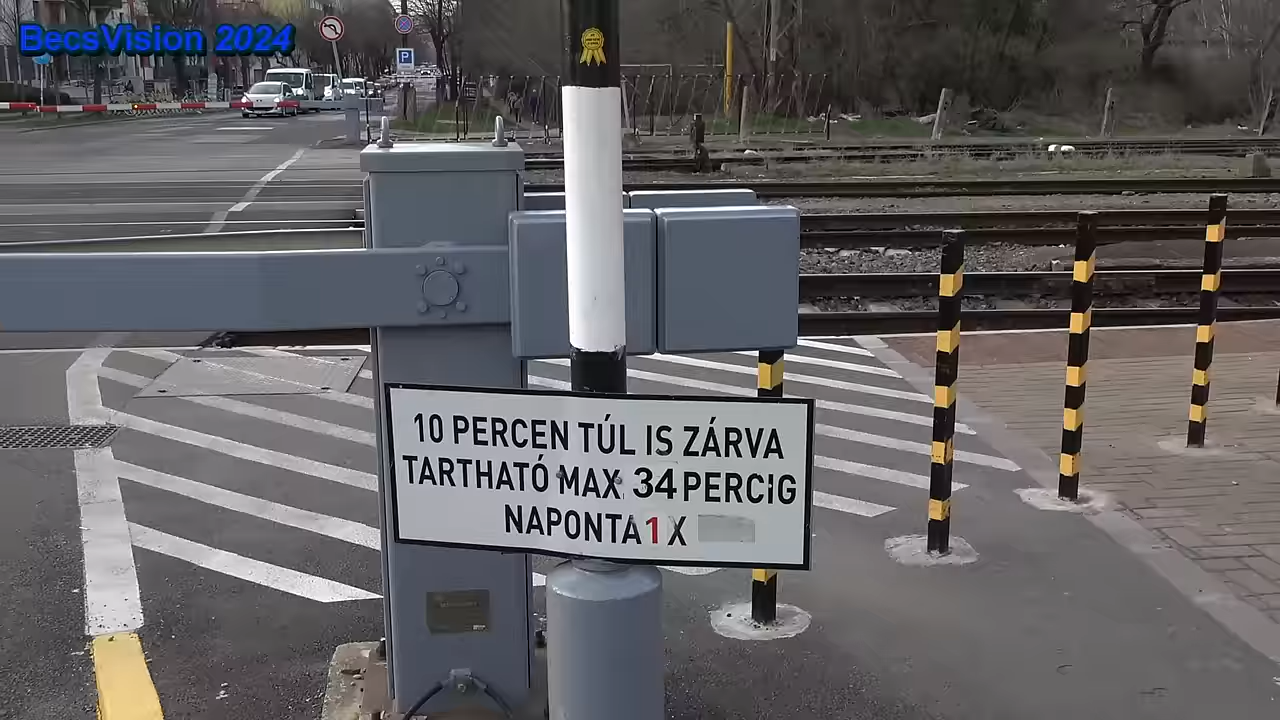 BecsVision 2024
P
10 PERCEN TÚL IS ZÁRVA
TARTHATÓ MAX. 34 PERCIG
NAPONTA 1 X